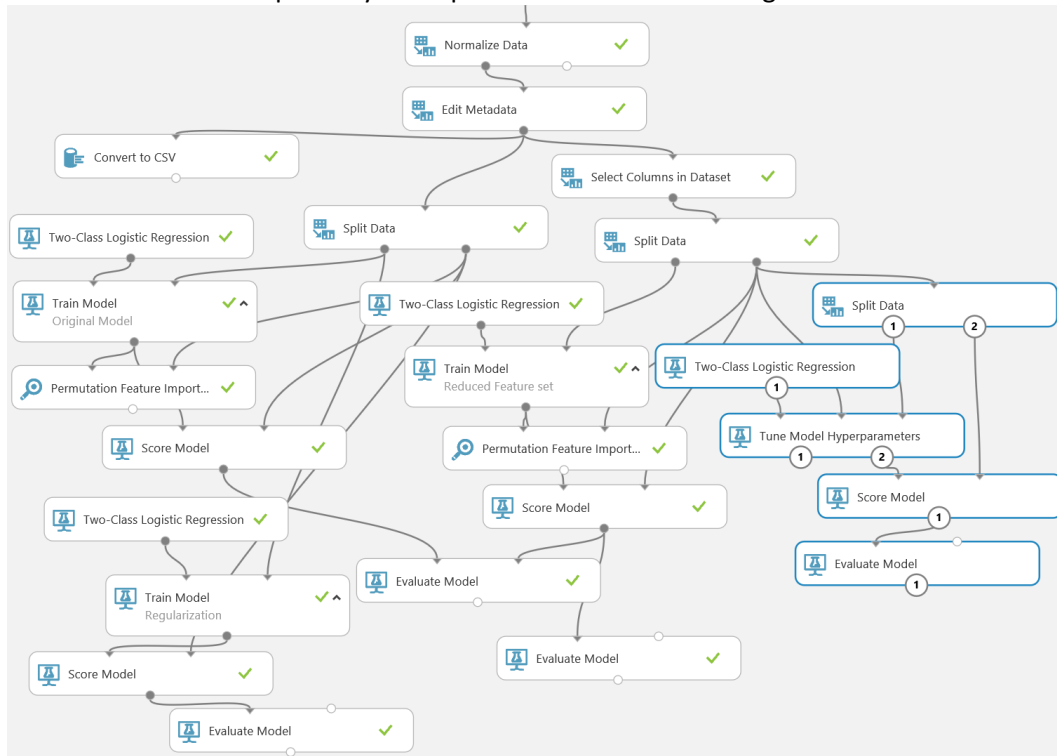 Normalize Data
Edit Metadata
Convert to CSV
Select Columns in Dataset
Two-Class Logistic Regression
Split Data
Split Data
Train Model
Original Model
Two-Class Logistic Regression
Split Data
1
2
Permutation Feature Import...
Train Model
Reduced Feature set
Two-Class Logistic Regression
1
Score Model
Permutation Feature Import...
Tune Model Hyperparameters
1
2
Two-Class Logistic Regression
Score Model
Score Model
1
Train Model
Regularization
Evaluate Model
Evaluate Model
1
Score Model
Evaluate Model
Evaluate Model